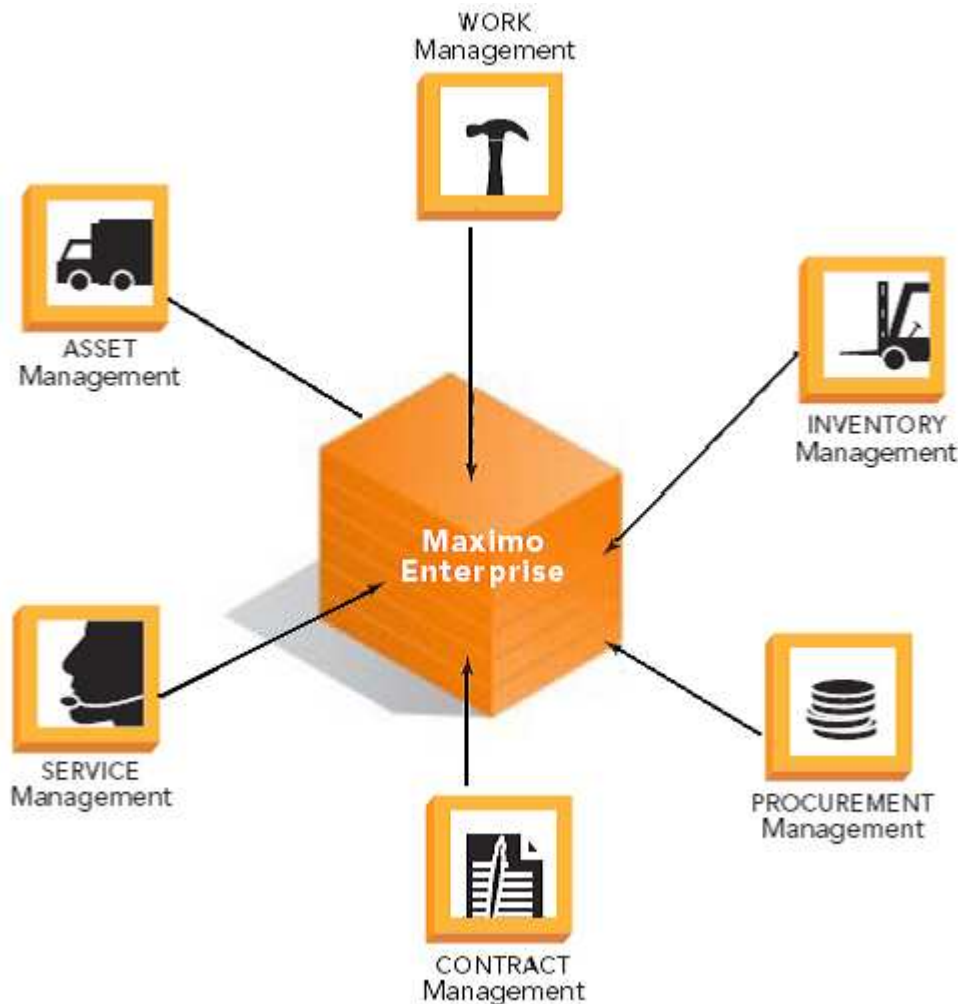 WORK
Management
ASSET
Management
INVENTORY
Management
Maximo
Enterprise
SERVICE
Management
PROCUREMENT
Management
CONTRACT
Management